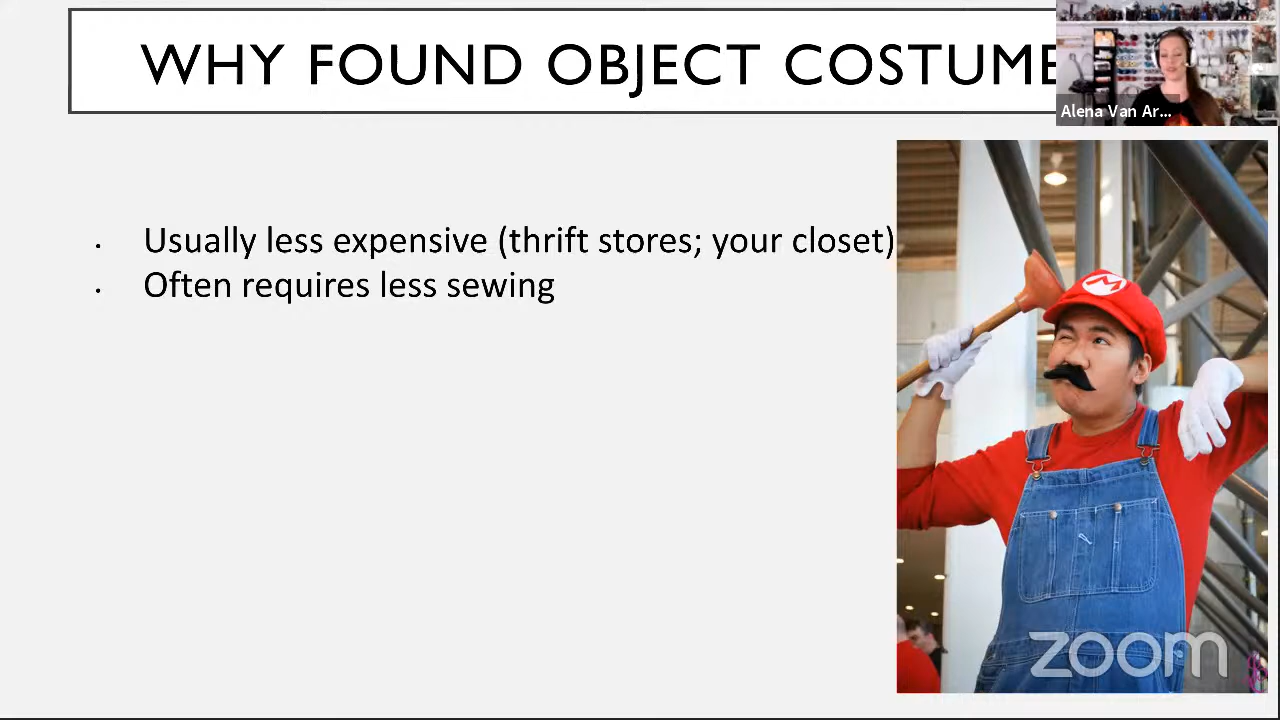 WHY FOUND OBJECT COSTUME
Alena Van Ar...
Usually less expensive (thrift stores; your closet)
Often requires less sewing
M
zoom